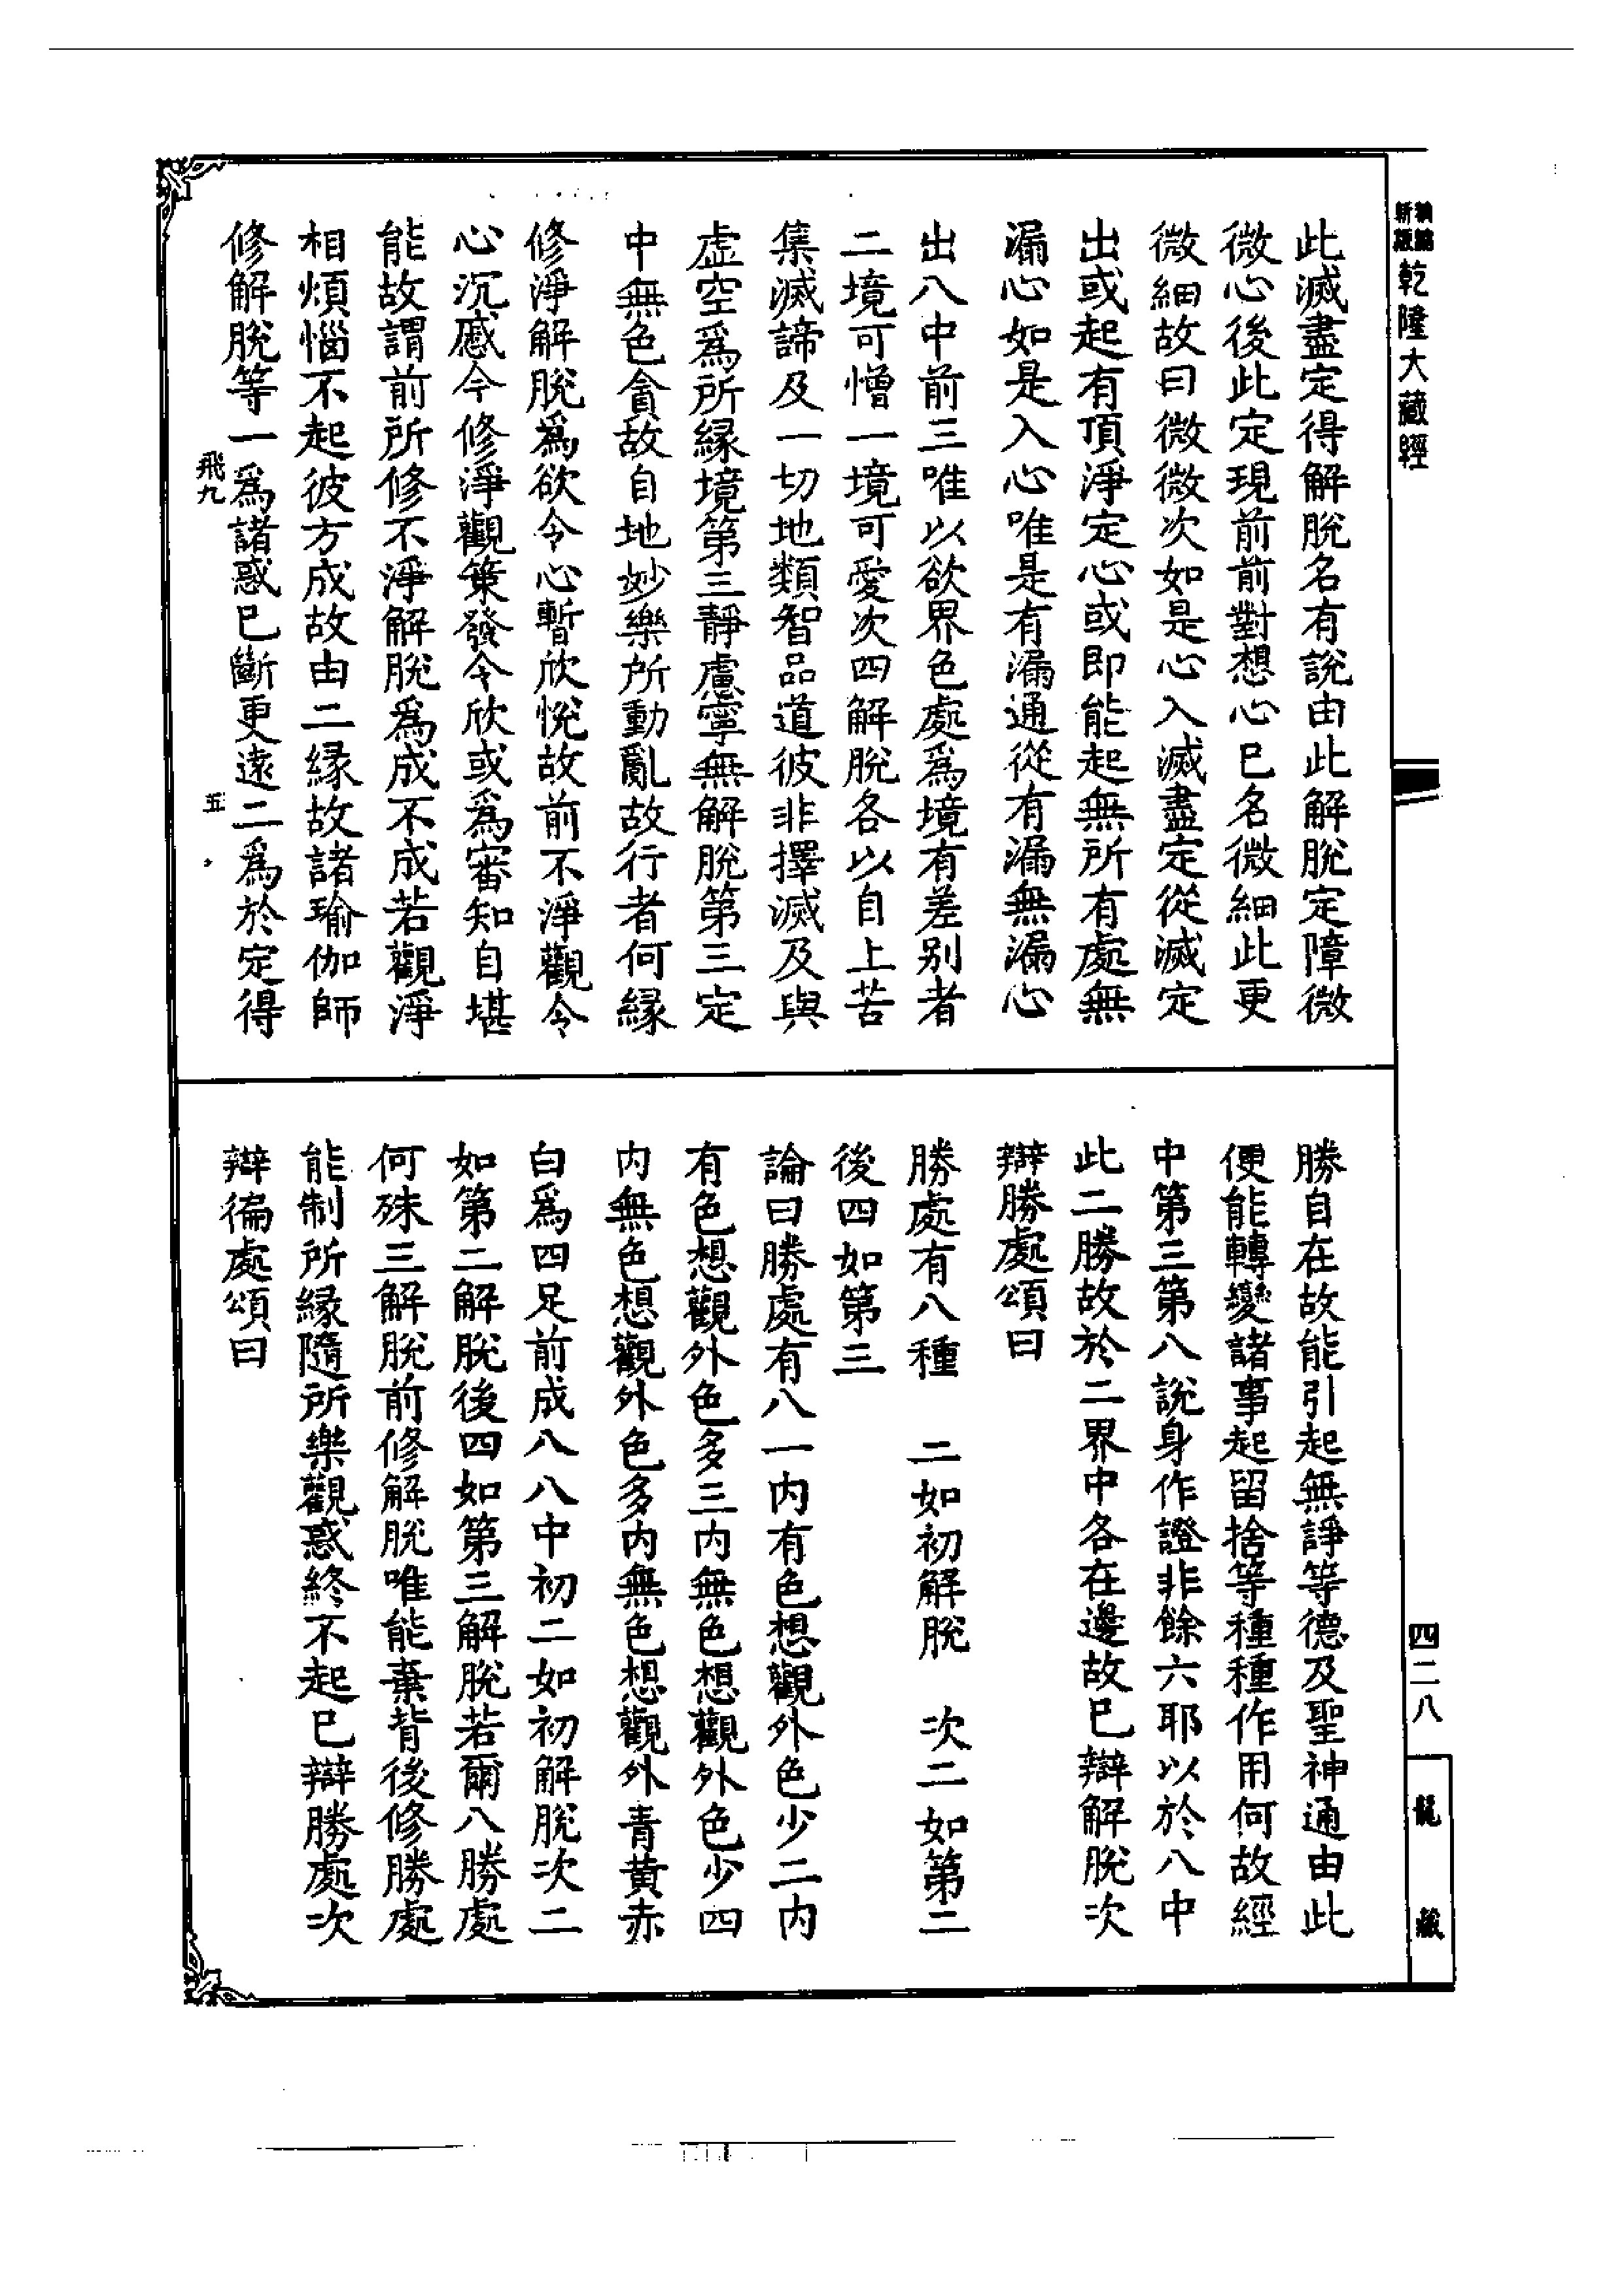 新編縮版
乾隆大藏經
此滅盡定得解脫名有說由此解脫定障微
微心後此定現前前對想心已名微細此更
微細故曰微微次如是心入滅盡定從滅定
出或起有頂淨定心或即能起無所有處無
漏心如是入心唯是有漏通從有漏無漏心
出八中前三唯以欲界色處爲境有差别者
二境可憎一境可愛次四解脫各以自上苦
集滅諦及一切地類智品道彼非擇滅及與
虚空爲所緣境第三靜慮寧無解脫第三定
中無色貪故自地妙樂所動亂故行者何緣
修淨解脫爲欲令心暫欣悅故前不淨觀令
心沉慼今修淨觀策發令欣或爲審知自堪
能故謂前所修不淨解脫爲成不成若觀淨
相煩惱不起彼方成故由二緣故諸瑜伽師
修解脫等一爲諸惑已斷更遠二爲於定得
飛九
五
勝自在故能引起無諍等德及聖神通由此
便能轉變諸事起留捨等種種作用何故經
中第三第八說身作證非餘六耶以於八中
此二勝故於二界中各在邊故已辯解脫次
辯勝處頌曰
勝處有八種　二如初解脫　次二如第二
後四如第三
論曰勝處有八一内有色想觀外色少二内
有色想觀外色多三内無色想觀外色少四
内無色想觀外色多内無色想觀外青黄赤
白爲四足前成八八中初二如初解脫次二
如第二解脫後四如第三解脫若爾八勝處
何殊三解脫前修解脫唯能棄背後修勝處
能制所緣隨所樂觀惑終不起已辯勝處次
辯徧處頌曰
四二八
龍藏